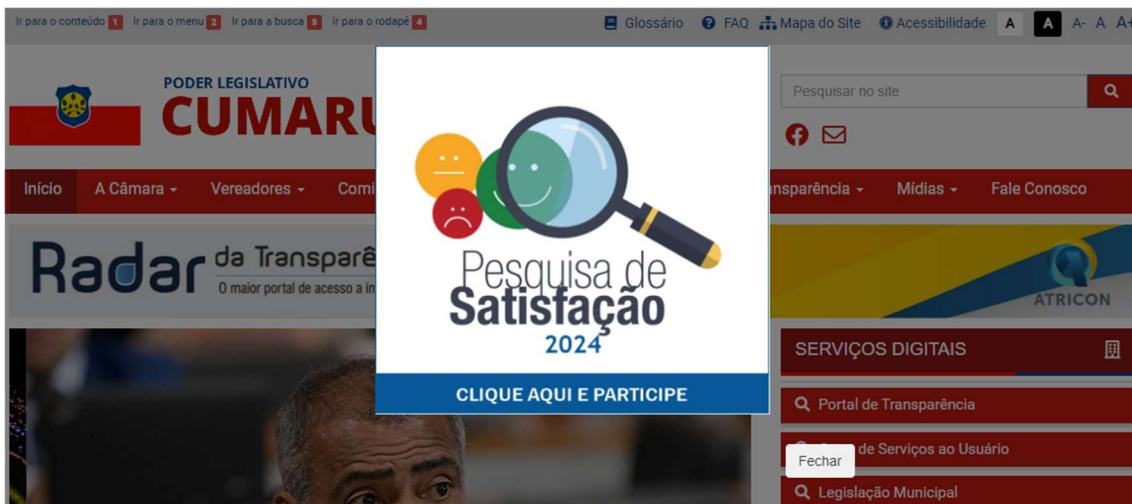 Ir para o conteúdo 1 Ir para o menu 2 Ir para a busca 3 Ir para o rodapé 4 Glossário FAQ Mapa do Site Acessibilidade A A A- A A+
PODER LEGISLATIVO
CUMARU
Pesquisar no site
Início A Câmara Vereadores Comi nsparência Mídias Fale Conosco
Radar da Transparê
O maior portal de acesso a in
ATRICON
Pesquisa de
Satisfação
2024
CLIQUE AQUI E PARTICIPE
SERVIÇOS DIGITAIS
Portal de Transparência
de Serviços ao Usuário
Fechar
Legislação Municipal